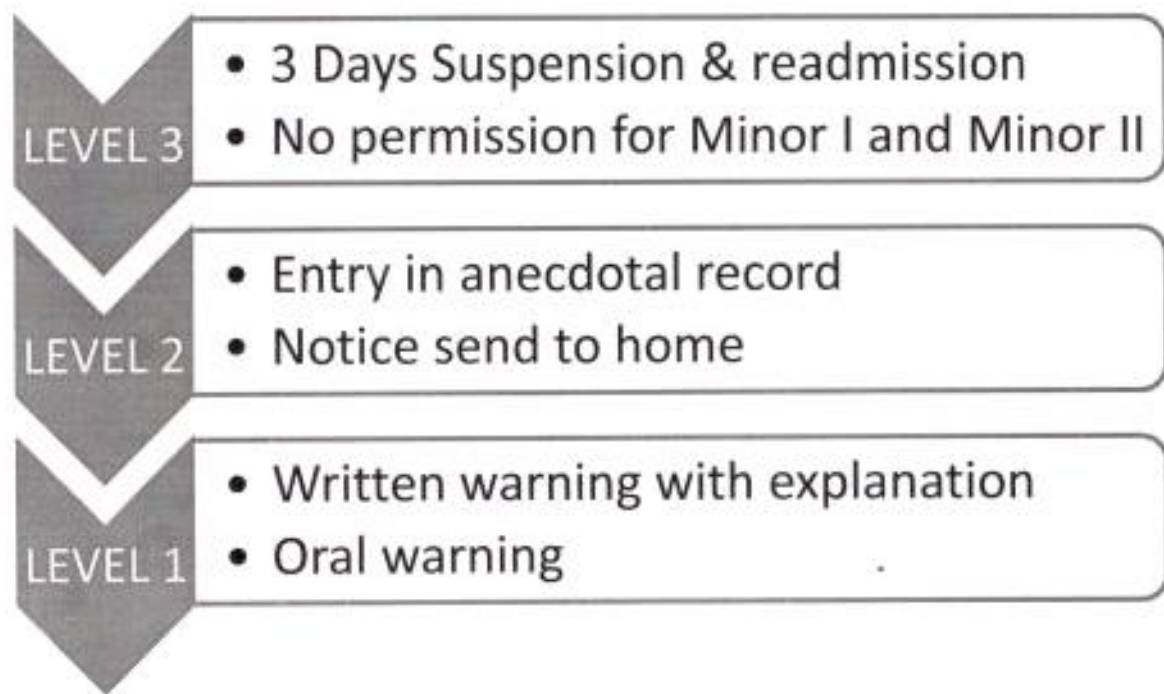 LEVEL 3
• 3 Days Suspension & readmission
• No permission for Minor I and Minor II
LEVEL 2
• Entry in anecdotal record
• Notice send to home
LEVEL 1
• Written warning with explanation
• Oral warning